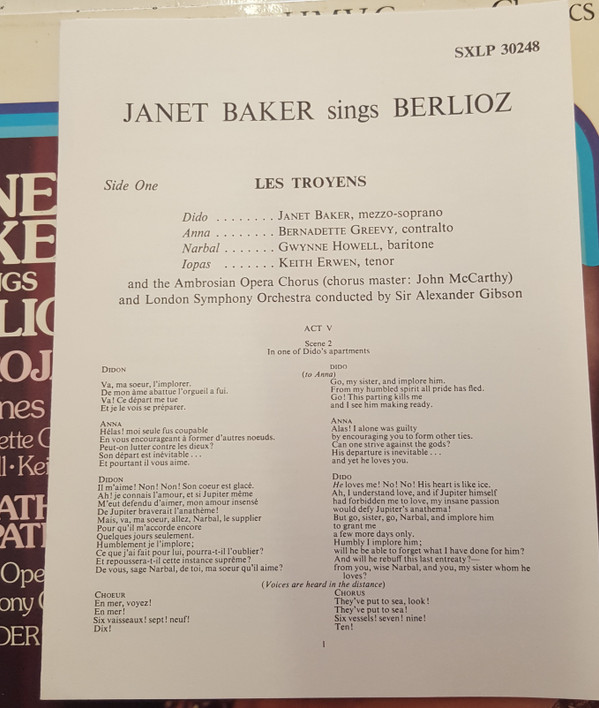 CS
SXLP 30248
JANET BAKER sings BERLIOZ
Side One
LES TROYENS
Dido . . . . . . . . JANET BAKER, mezzo-soprano
Anna . . . . . . . . BERNADETTE GREEVY, contralto
Narbal . . . . . . . GWYNNE HOWELL, baritone
Iopas . . . . . . . KEITH ERWEN, tenor
and the Ambrosian Opera Chorus (chorus master: John McCarthy)
and London Symphony Orchestra conducted by Sir Alexander Gibson
ACT V
Scene 2
In one of Dido's apartments
DIDON
Va, ma soeur, l'implorer.
De mon âme abattue l'orgueil a fui.
Va! Ce départ me tue
Et je le vois se préparer.
ANNA
Hélas! moi seule fus coupable
En vous encourageant à former d'autres noeuds.
Peut-on lutter contre les dieux?
Son départ est inévitable . . .
Et pourtant il vous aime.
DIDON
Il m'aime! Non! Non! Son coeur est glacé.
Ah! je connais l'amour, et si Jupiter même
M'eut defendu d'aimer, mon amour insensé
De Jupiter braverait l'anathème!
Mais, va, ma soeur, allez, Narbal, le supplier
Pour qu'il m'accorde encore
Quelques jours seulement.
Humblement je l'implore;
Ce que j'ai fait pour lui, pourra-t-il l'oublier?
Et repoussera-t-il cette instance suprême?
De vous, sage Narbal, de toi, ma soeur qu'il aime?
(Voices are heard in the distance)
CHOEUR
En mer, voyez!
En mer!
Six vaisseaux! sept! neuf!
Dix!
DIDO
(to Anna)
Go, my sister, and implore him.
From my humbled spirit all pride has fled.
Go! This parting kills me
and I see him making ready.
ANNA
Alas! I alone was guilty
by encouraging you to form other ties.
Can one strive against the gods?
His departure is inevitable . . .
and yet he loves you.
DIDO
He loves me! No! No! His heart is like ice.
Ah, I understand love, and if Jupiter himself
had forbidden me to love, my insane passion
would defy Jupiter's anathema!
But go, sister, go, Narbal, and implore him
to grant me
a few more days only.
Humbly I implore him;
will he be able to forget what I have done for him?
And will he rebuff this last entreaty?—
from you, wise Narbal, and you, my sister whom he
loves?
CHORUS
They've put to sea, look!
They've put to sea!
Six vessels! seven! nine!
Ten!
1
NE
KE
NGS
LIO
ROJ
nes
ette G
ll·Kei
ATH
PATI
Ope
ony
DER